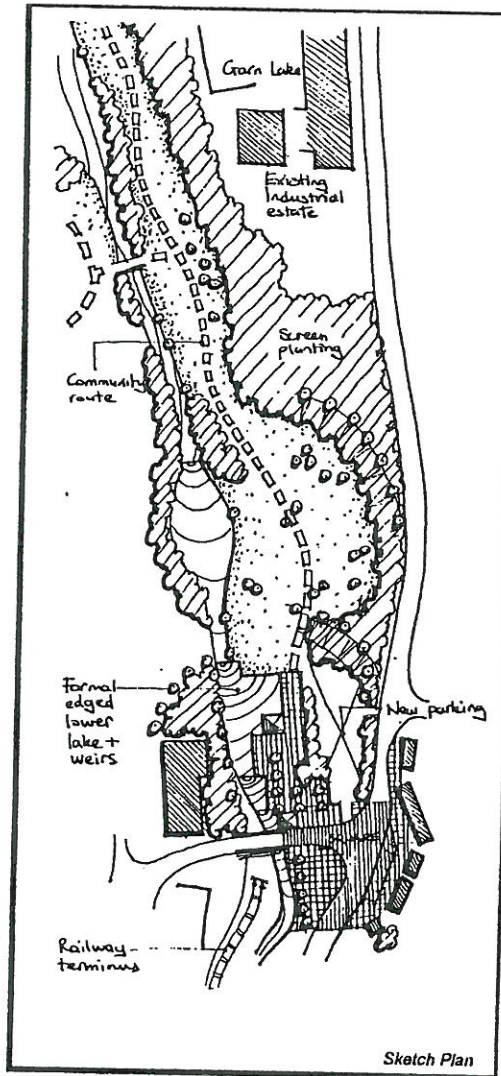 Garn Lake
Existing
Industrial
estate
Screen
planting
Community
route
Formal
edged
lower
lake +
weirs
New parking
Railway
terminus
Sketch Plan